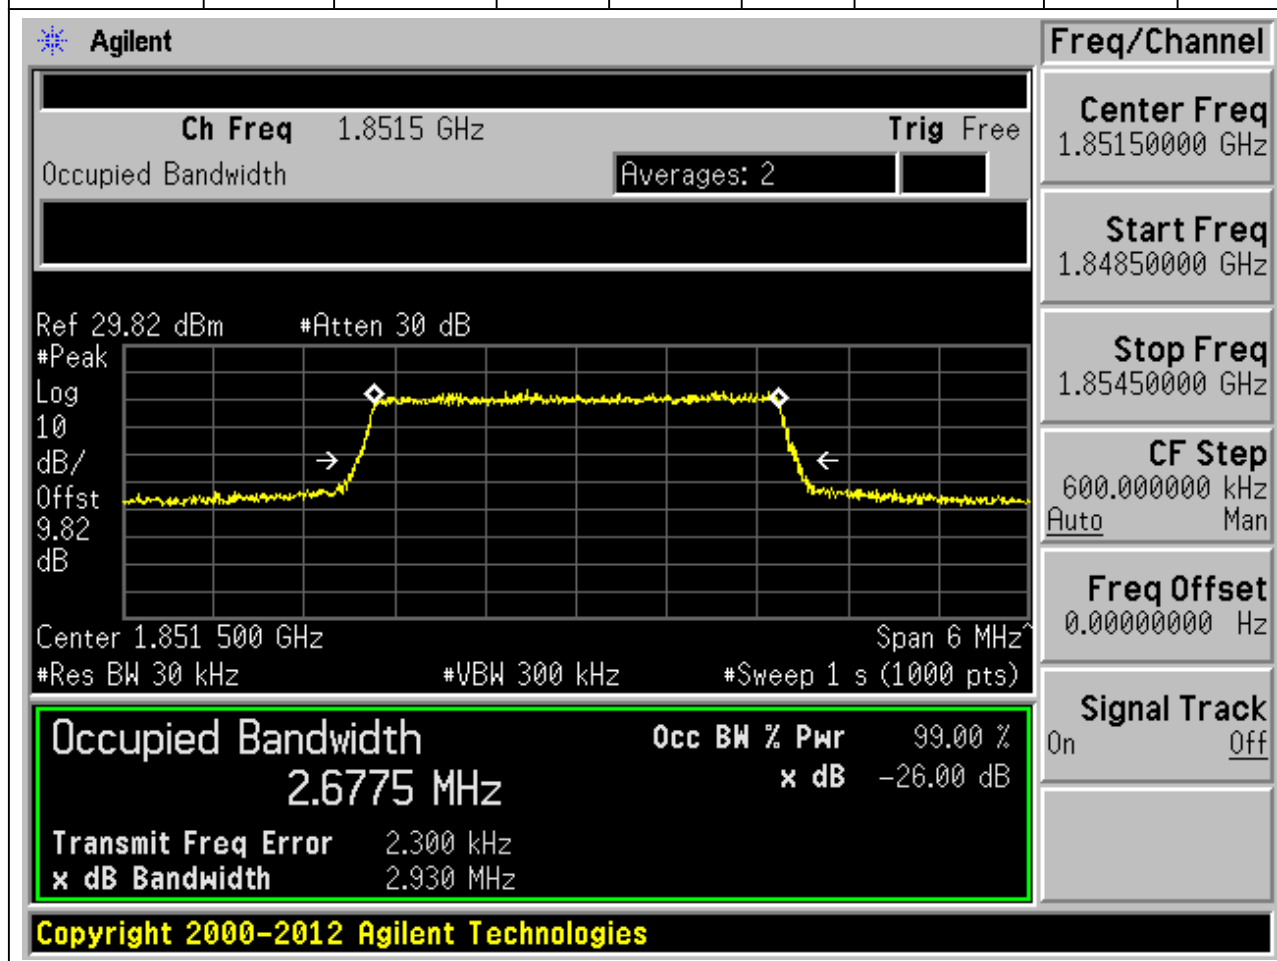 Agilent
Freq/Channel
Ch Freq 1.8515 GHz
Trig Free
Occupied Bandwidth
Averages: 2
Center Freq
1.85150000 GHz
Start Freq
1.84850000 GHz
Stop Freq
1.85450000 GHz
CF Step
600.000000 kHz
Auto Man
Freq Offset
0.00000000 Hz
Signal Track
On Off
Ref 29.82 dBm #Atten 30 dB
#Peak
Log
10
dB/
Offst
9.82
dB
Center 1.851 500 GHz Span 6 MHz^
#Res BW 30 kHz #VBW 300 kHz #Sweep 1 s (1000 pts)
Occupied Bandwidth
2.6775 MHz
Occ BW % Pwr 99.00 %
x dB -26.00 dB
Transmit Freq Error 2.300 kHz
x dB Bandwidth 2.930 MHz
Copyright 2000-2012 Agilent Technologies